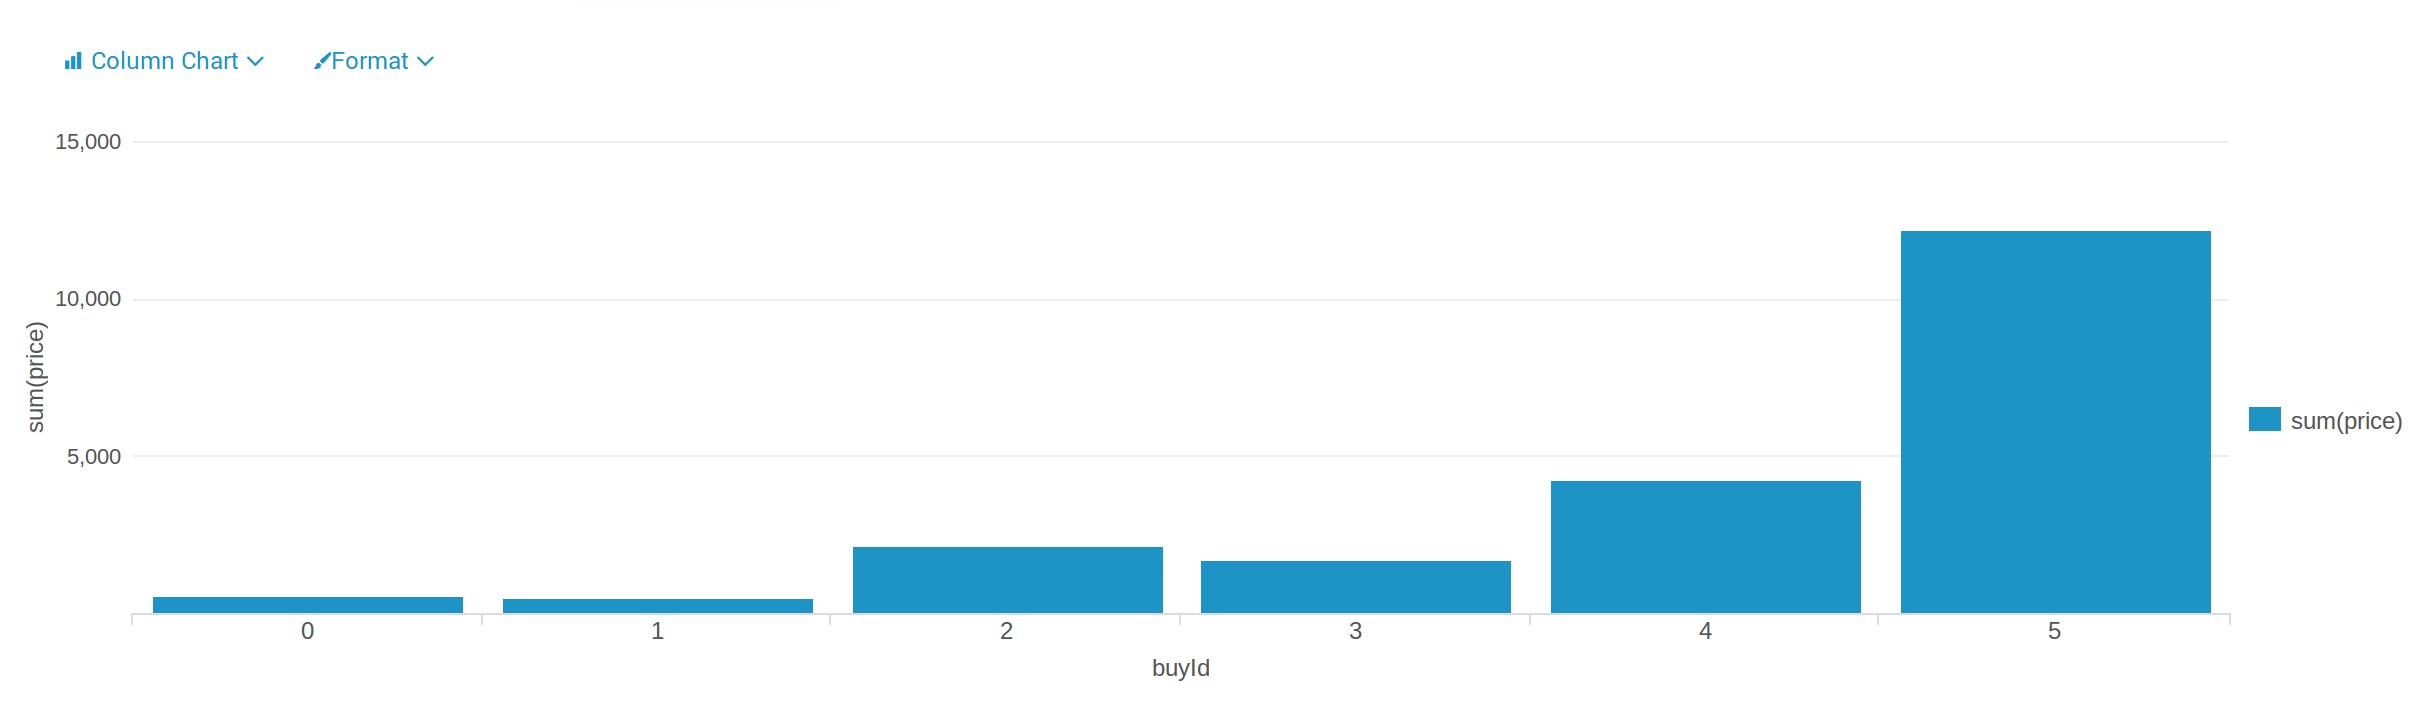 Column Chart
Format
15,000
10,000
5,000
sum(price)
0
1
2
3
4
5
buyId
sum(price)